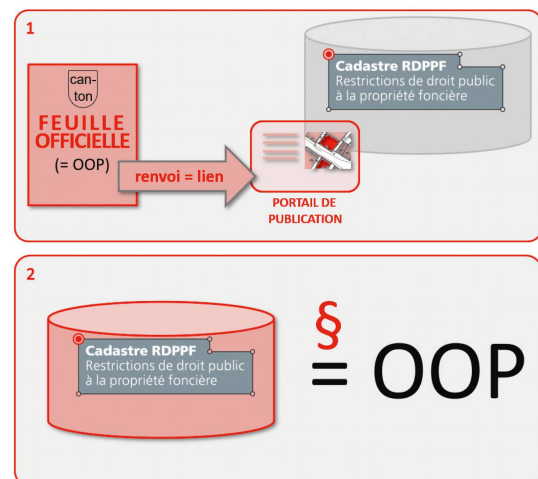 1
can-
ton
FEUILLE
OFFICIELLE
(= OOP)
renvoi = lien
PORTAIL DE
PUBLICATION
Cadastre RDPPF
Restrictions de droit public
à la propriété foncière
2
Cadastre RDPPF
Restrictions de droit public
à la propriété foncière
§
= OOP